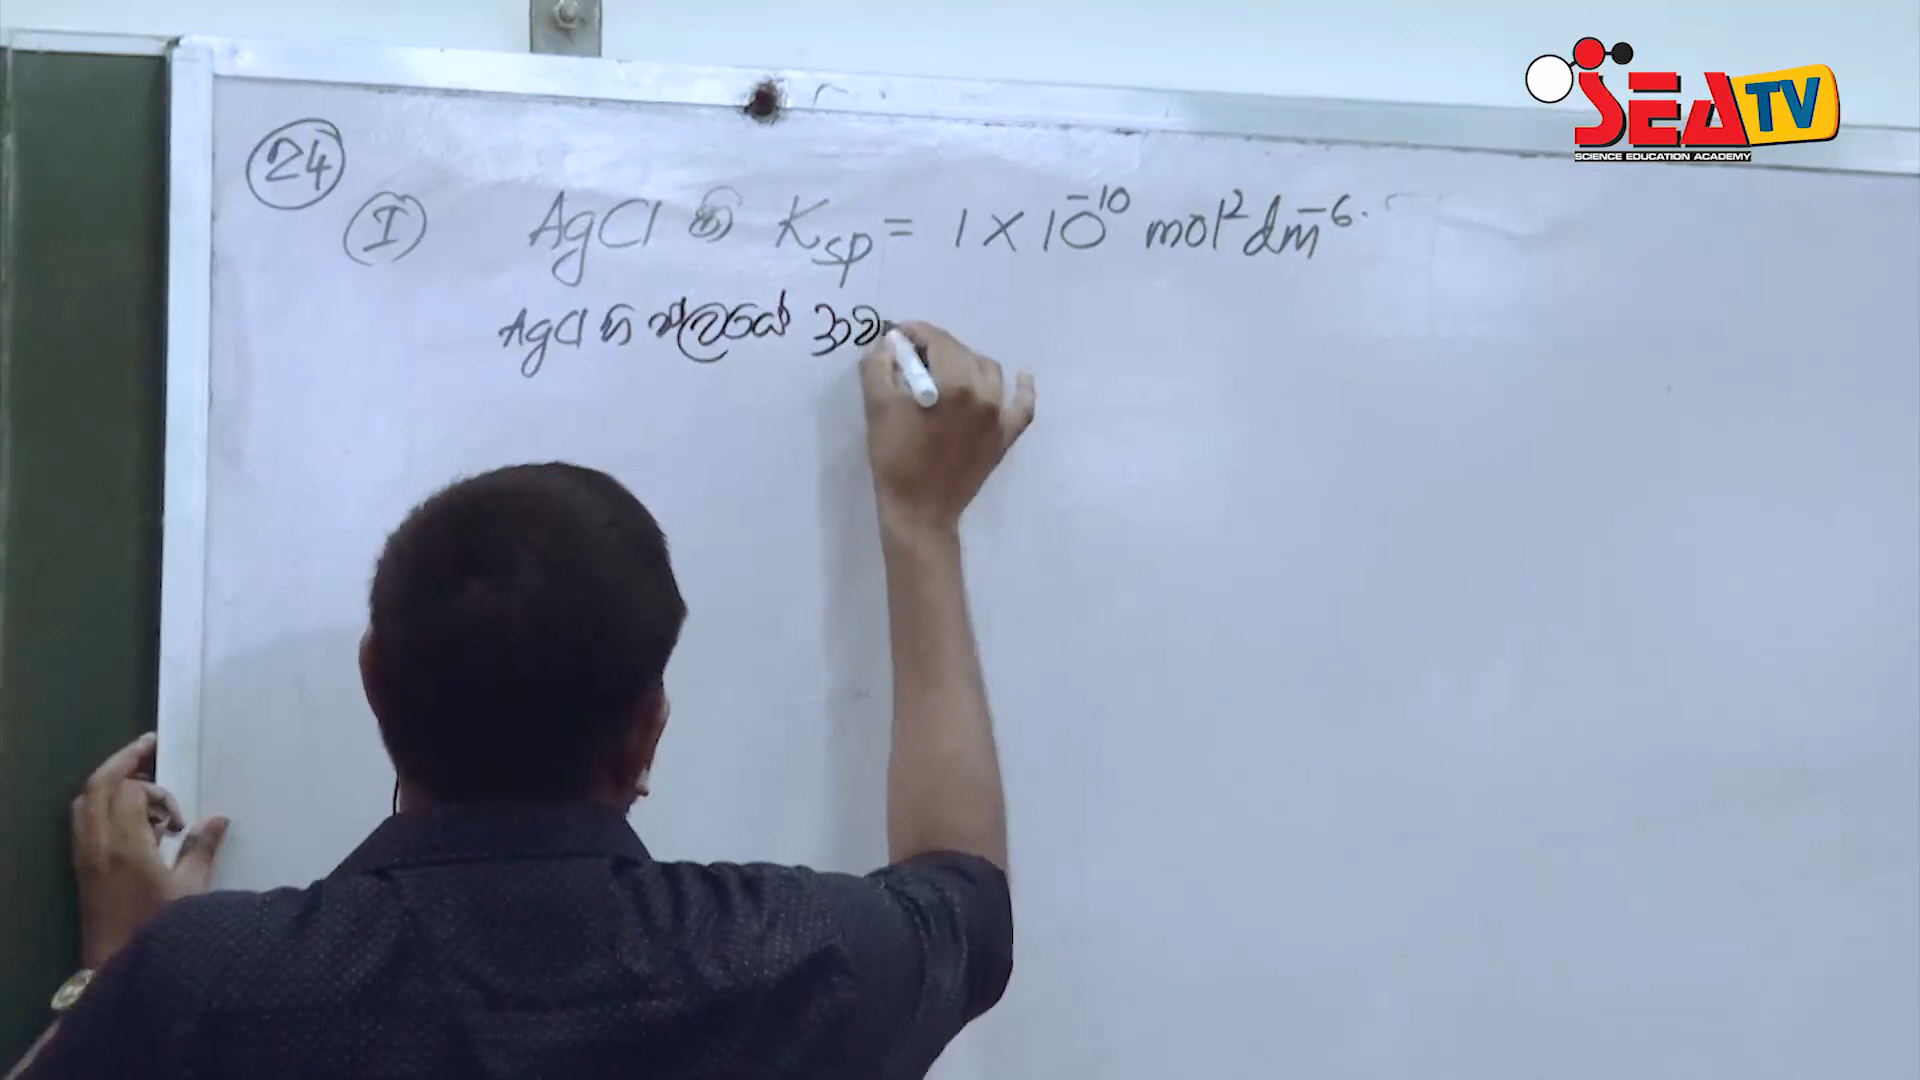 SEA TV
SCIENCE EDUCATION ACADEMY
24
I AgCl හි Ksp = 1 × 10⁻¹⁰ mol² dm⁻⁶.
AgCl හි ජලයේ ද්‍රාව